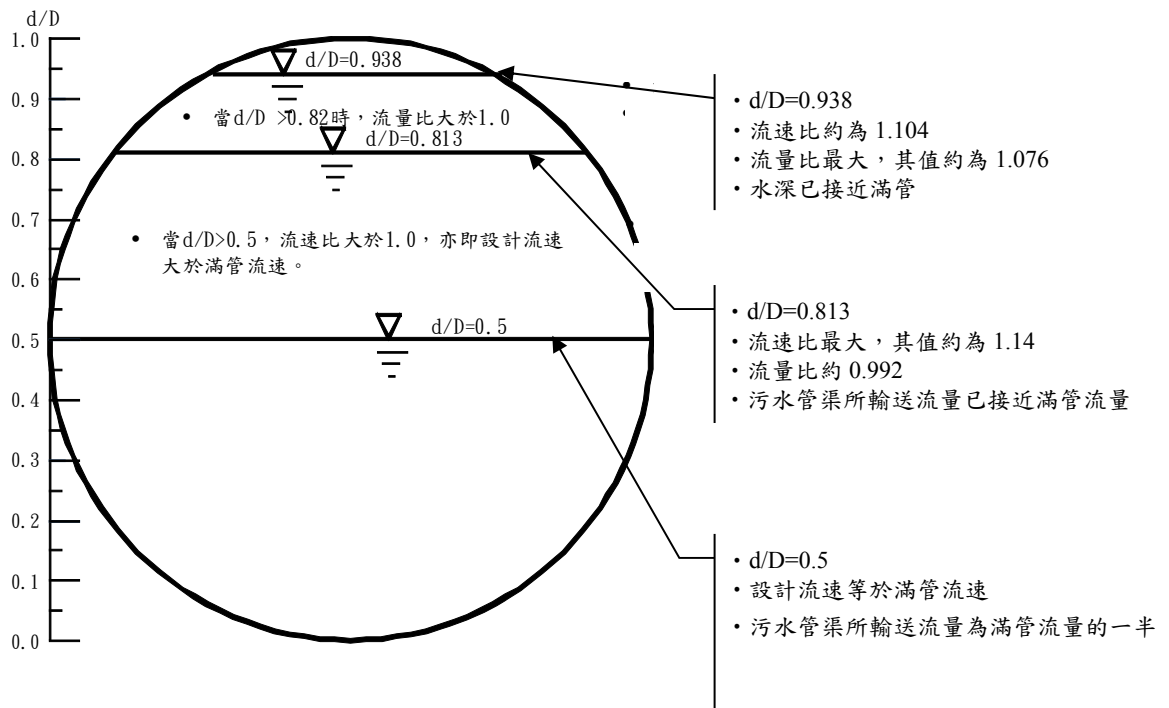 d/D
1.0
0.9
0.8
0.7
0.6
0.5
0.4
0.3
0.2
0.1
0.0
d/D=0.938
• 當d/D >0.82時，流量比大於1.0
d/D=0.813
• 當d/D>0.5，流速比大於1.0，亦即設計流速
大於滿管流速。
d/D=0.5
・d/D=0.938
・流速比約為 1.104
・流量比最大，其值約為 1.076
・水深已接近滿管
・d/D=0.813
・流速比最大，其值約為 1.14
・流量比約 0.992
・污水管渠所輸送流量已接近滿管流量
・d/D=0.5
・設計流速等於滿管流速
・污水管渠所輸送流量為滿管流量的一半